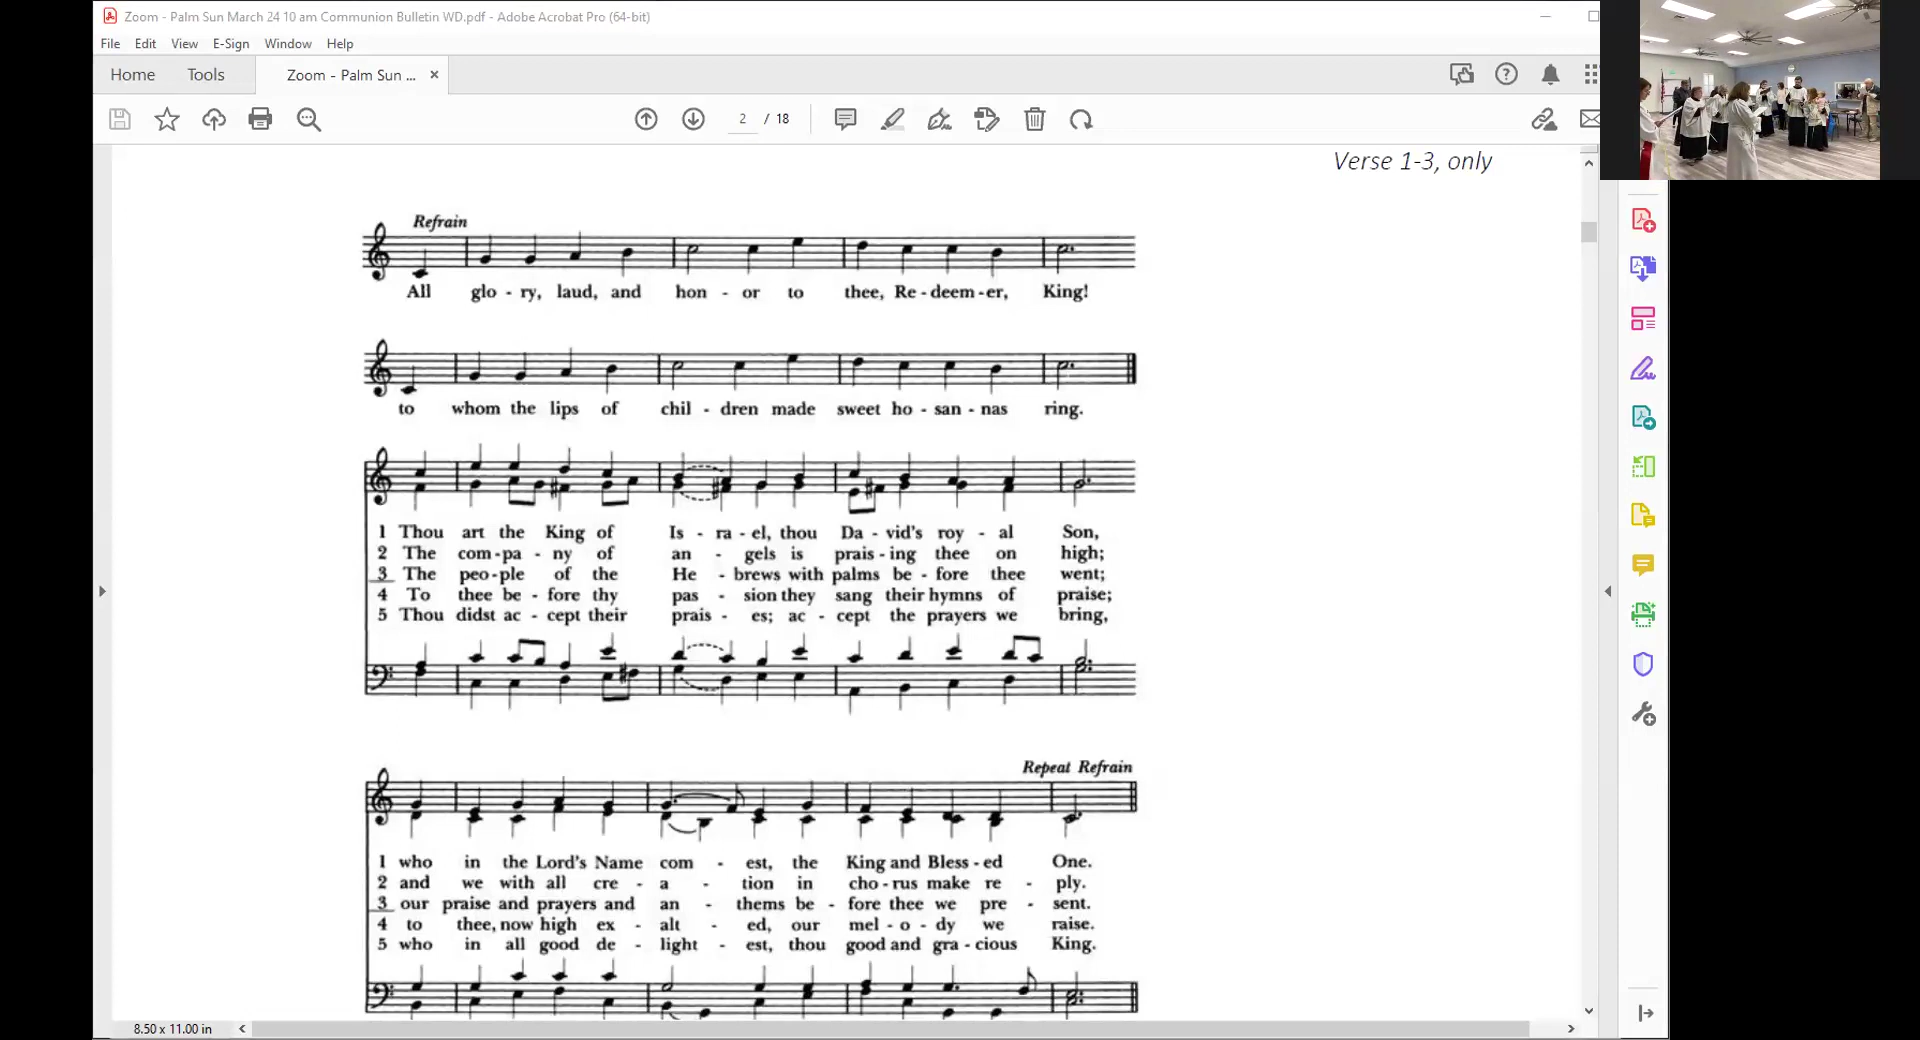 Zoom - Palm Sun March 24 10 am Communion Bulletin WD.pdf - Adobe Acrobat Pro (64-bit)
File Edit View E-Sign Window Help
Home Tools Zoom - Palm Sun ... ×
2 / 18
Verse 1-3, only
Refrain
All glo - ry, laud, and hon - or to thee, Re - deem - er, King!
to whom the lips of chil - dren made sweet ho - san - nas ring.
1 Thou art the King of Is - ra - el, thou Da - vid's roy - al Son,
2 The com - pa - ny of an - gels is prais - ing thee on high;
3 The peo - ple of the He - brews with palms be - fore thee went;
4 To thee be - fore thy pas - sion they sang their hymns of praise;
5 Thou didst ac - cept their prais - es; ac - cept the prayers we bring,
Repeat Refrain
1 who in the Lord's Name com - est, the King and Bless - ed One.
2 and we with all cre - a - tion in cho - rus make re - ply.
3 our praise and prayers and an - thems be - fore thee we pre - sent.
4 to thee, now high ex - alt - ed, our mel - o - dy we raise.
5 who in all good de - light - est, thou good and gra - cious King.
8.50 x 11.00 in